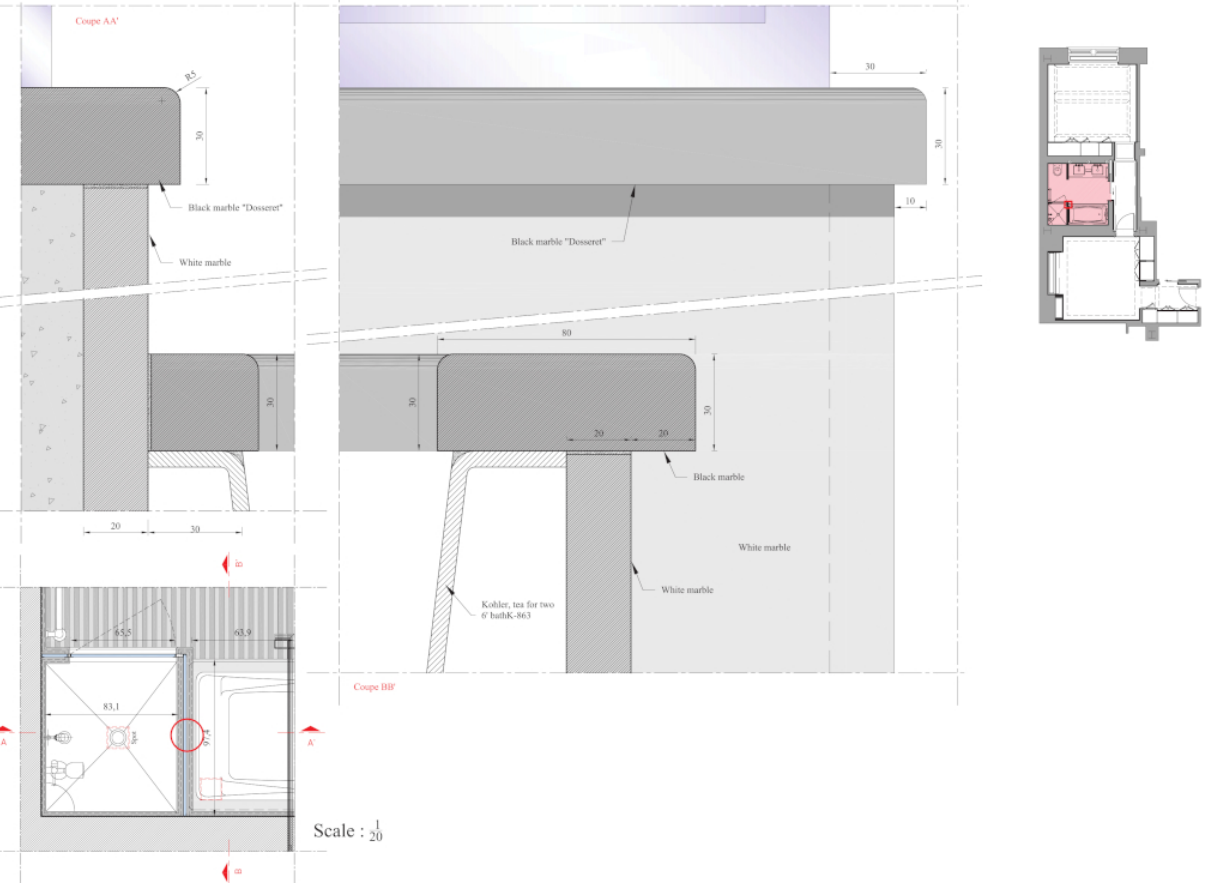 Coupe AA'
R5
30
30
30
30
Black marble "Dosseret"
White marble
10
Black marble "Dosseret"
80
30
30
30
20
20
Black marble
20
30
White marble
White marble
Kohler, tea for two
6' bathK-863
Coupe BB'
B'
65,5
63,9
83,1
97,4
Spot
A
A'
Scale : 1/20
B